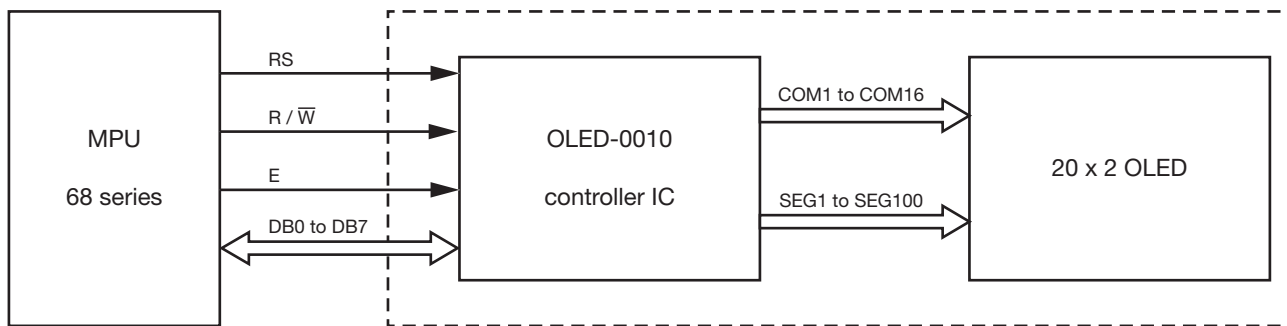 MPU
68 series
RS
R / W̅
E
DB0 to DB7
OLED-0010
controller IC
COM1 to COM16
SEG1 to SEG100
20 x 2 OLED